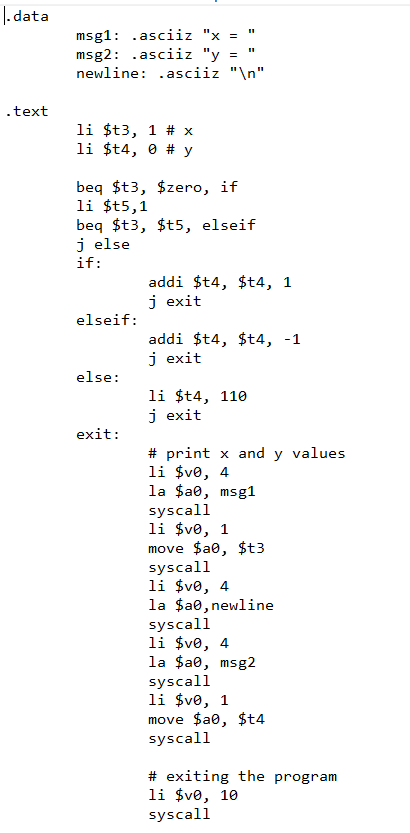 .data
msg1: .asciiz "x = "
msg2: .asciiz "y = "
newline: .asciiz "\n"
.text
li $t3, 1 # x
li $t4, 0 # y
beq $t3, $zero, if
li $t5,1
beq $t3, $t5, elseif
j else
if:
addi $t4, $t4, 1
j exit
elseif:
addi $t4, $t4, -1
j exit
else:
li $t4, 110
j exit
exit:
# print x and y values
li $v0, 4
la $a0, msg1
syscall
li $v0, 1
move $a0, $t3
syscall
li $v0, 4
la $a0,newline
syscall
li $v0, 4
la $a0, msg2
syscall
li $v0, 1
move $a0, $t4
syscall
# exiting the program
li $v0, 10
syscall